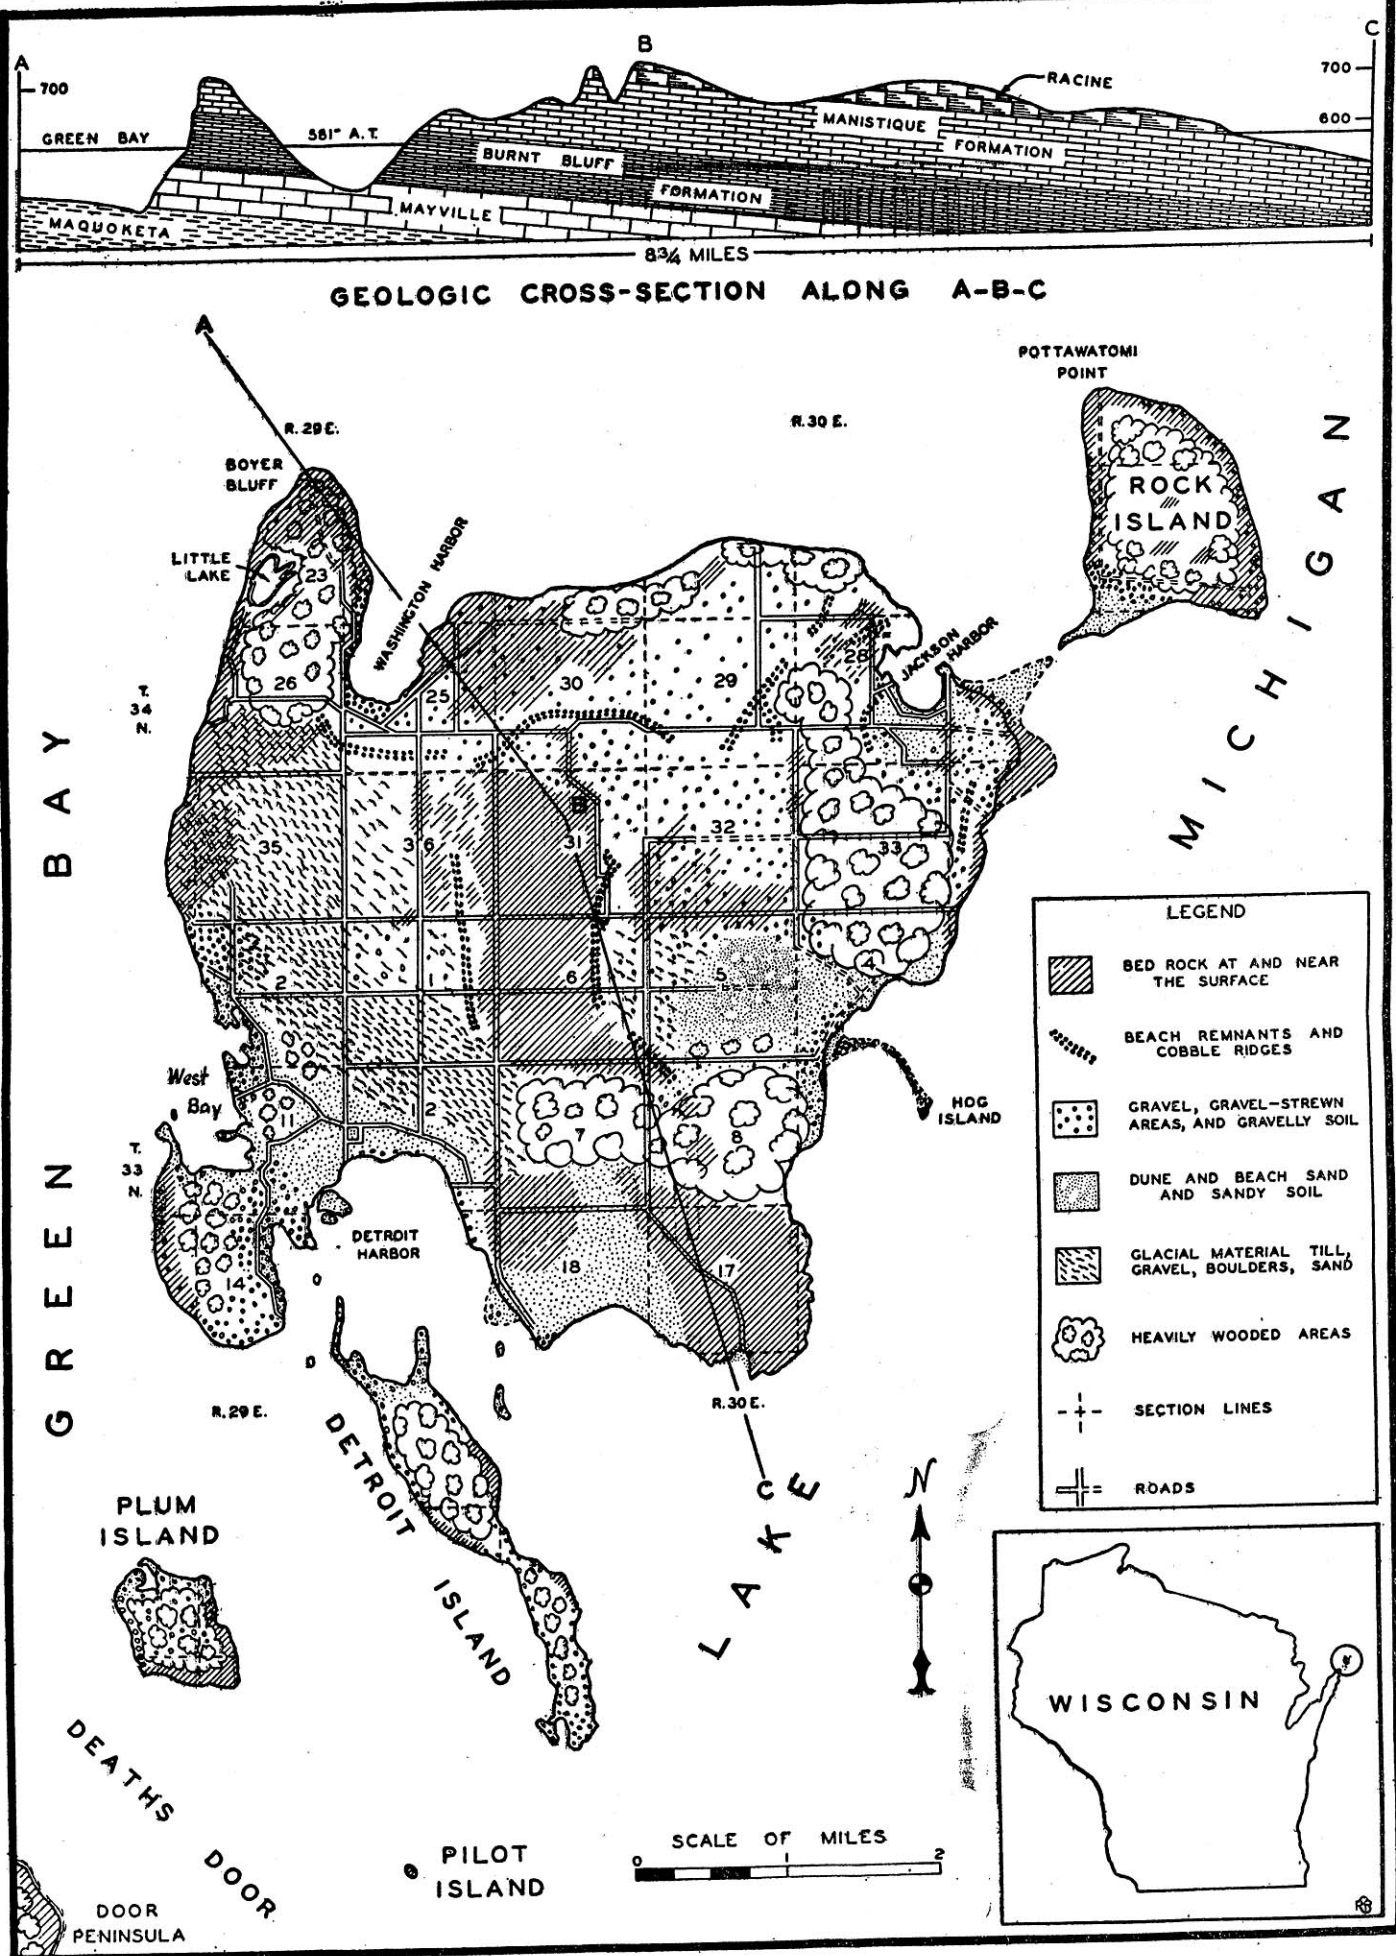 A
B
C
700
700
RACINE
600
MANISTIQUE
FORMATION
GREEN BAY
581' A.T.
BURNT BLUFF
FORMATION
MAYVILLE
MAQUOKETA
8 3/4 MILES
GEOLOGIC CROSS-SECTION ALONG A-B-C
A
POTTAWATOMI
POINT
R. 29 E.
R. 30 E.
BOYER
BLUFF
LITTLE
LAKE
23
WASHINGTON HARBOR
ROCK
ISLAND
JACKSON
HARBOR
T.
34
N.
26
25
30
29
28
B
35
36
31
32
33
2
1
6
5
4
West
Bay
11
12
7
8
HOG
ISLAND
T.
33
N.
DETROIT
HARBOR
14
18
17
R. 29 E.
R. 30 E.
C
GREEN BAY
LAKE MICHIGAN
LEGEND
BED ROCK AT AND NEAR
THE SURFACE
BEACH REMNANTS AND
COBBLE RIDGES
GRAVEL, GRAVEL-STREWN
AREAS, AND GRAVELLY SOIL
DUNE AND BEACH SAND
AND SANDY SOIL
GLACIAL MATERIAL TILL,
GRAVEL, BOULDERS, SAND
HEAVILY WOODED AREAS
SECTION LINES
ROADS
DETROIT
ISLAND
PLUM
ISLAND
N
WISCONSIN
DEATHS DOOR
PILOT
ISLAND
SCALE OF MILES
0
2
DOOR
PENINSULA